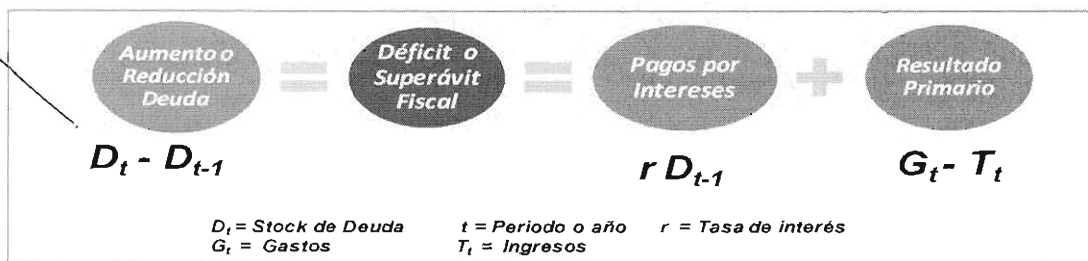 Aumento o
Reducción
Deuda
=
Déficit o
Superávit
Fiscal
=
Pagos por
Intereses
+
Resultado
Primario
Dₜ - Dₜ₋₁
r Dₜ₋₁
Gₜ - Tₜ
Dₜ = Stock de Deuda t = Periodo o año r = Tasa de interés
Gₜ = Gastos Tₜ = Ingresos